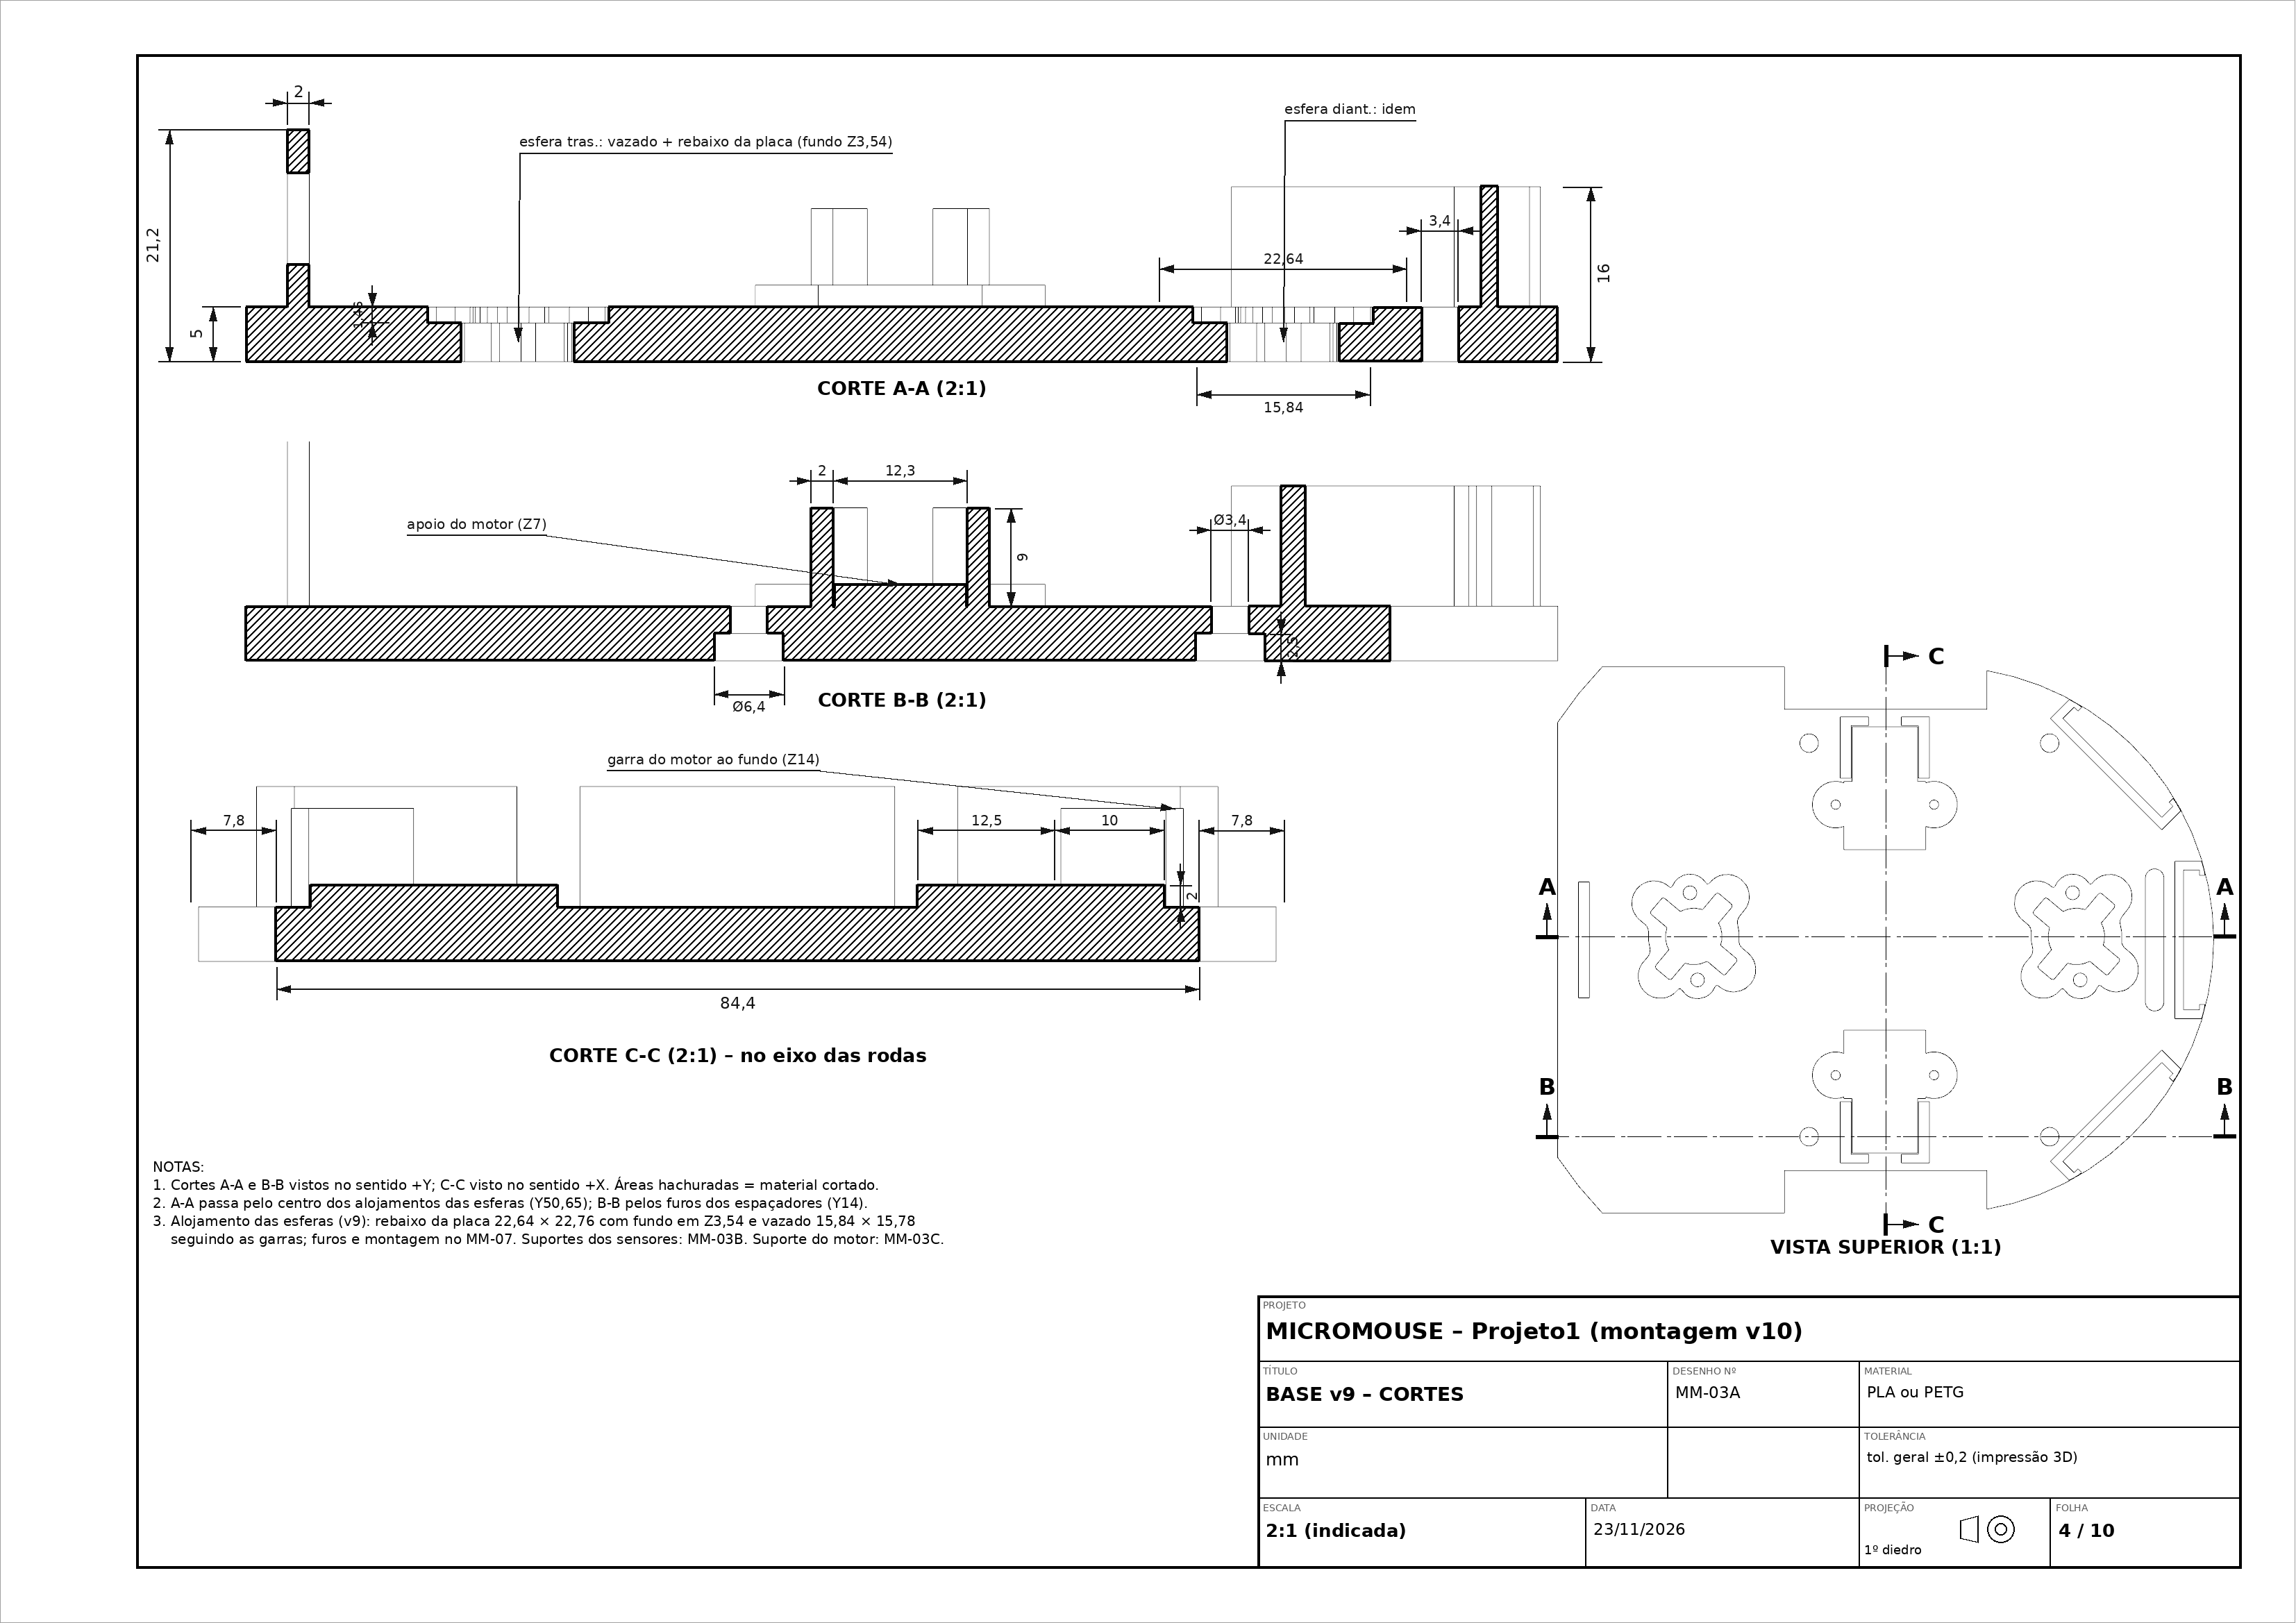 2
esfera diant.: idem
esfera tras.: vazado + rebaixo da placa (fundo Z3,54)
21,2
3,4
22,64
16
5
1,46
CORTE A-A (2:1)
15,84
2
12,3
apoio do motor (Z7)
Ø3,4
9
2,5
Ø6,4
CORTE B-B (2:1)
garra do motor ao fundo (Z14)
7,8
12,5
10
7,8
2
84,4
CORTE C-C (2:1) – no eixo das rodas
C
A
A
B
B
C
VISTA SUPERIOR (1:1)
NOTAS:
1. Cortes A-A e B-B vistos no sentido +Y; C-C visto no sentido +X. Áreas hachuradas = material cortado.
2. A-A passa pelo centro dos alojamentos das esferas (Y50,65); B-B pelos furos dos espaçadores (Y14).
3. Alojamento das esferas (v9): rebaixo da placa 22,64 × 22,76 com fundo em Z3,54 e vazado 15,84 × 15,78
seguindo as garras; furos e montagem no MM-07. Suportes dos sensores: MM-03B. Suporte do motor: MM-03C.
PROJETO
MICROMOUSE – Projeto1 (montagem v10)
TÍTULO
BASE v9 – CORTES
DESENHO Nº
MM-03A
MATERIAL
PLA ou PETG
UNIDADE
mm
TOLERÂNCIA
tol. geral ±0,2 (impressão 3D)
ESCALA
2:1 (indicada)
DATA
23/11/2026
PROJEÇÃO
1º diedro
FOLHA
4 / 10